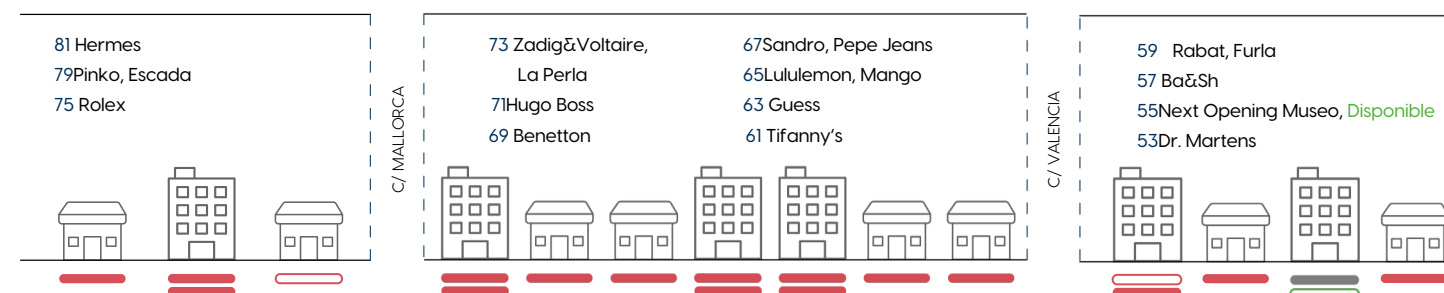 81 Hermes
79Pinko, Escada
75 Rolex
C/ MALLORCA
73 Zadig&Voltaire,
La Perla
71Hugo Boss
69 Benetton
67Sandro, Pepe Jeans
65Lululemon, Mango
63 Guess
61 Tifanny's
C/ VALENCIA
59 Rabat, Furla
57 Ba&Sh
55Next Opening Museo, Disponible
53Dr. Martens